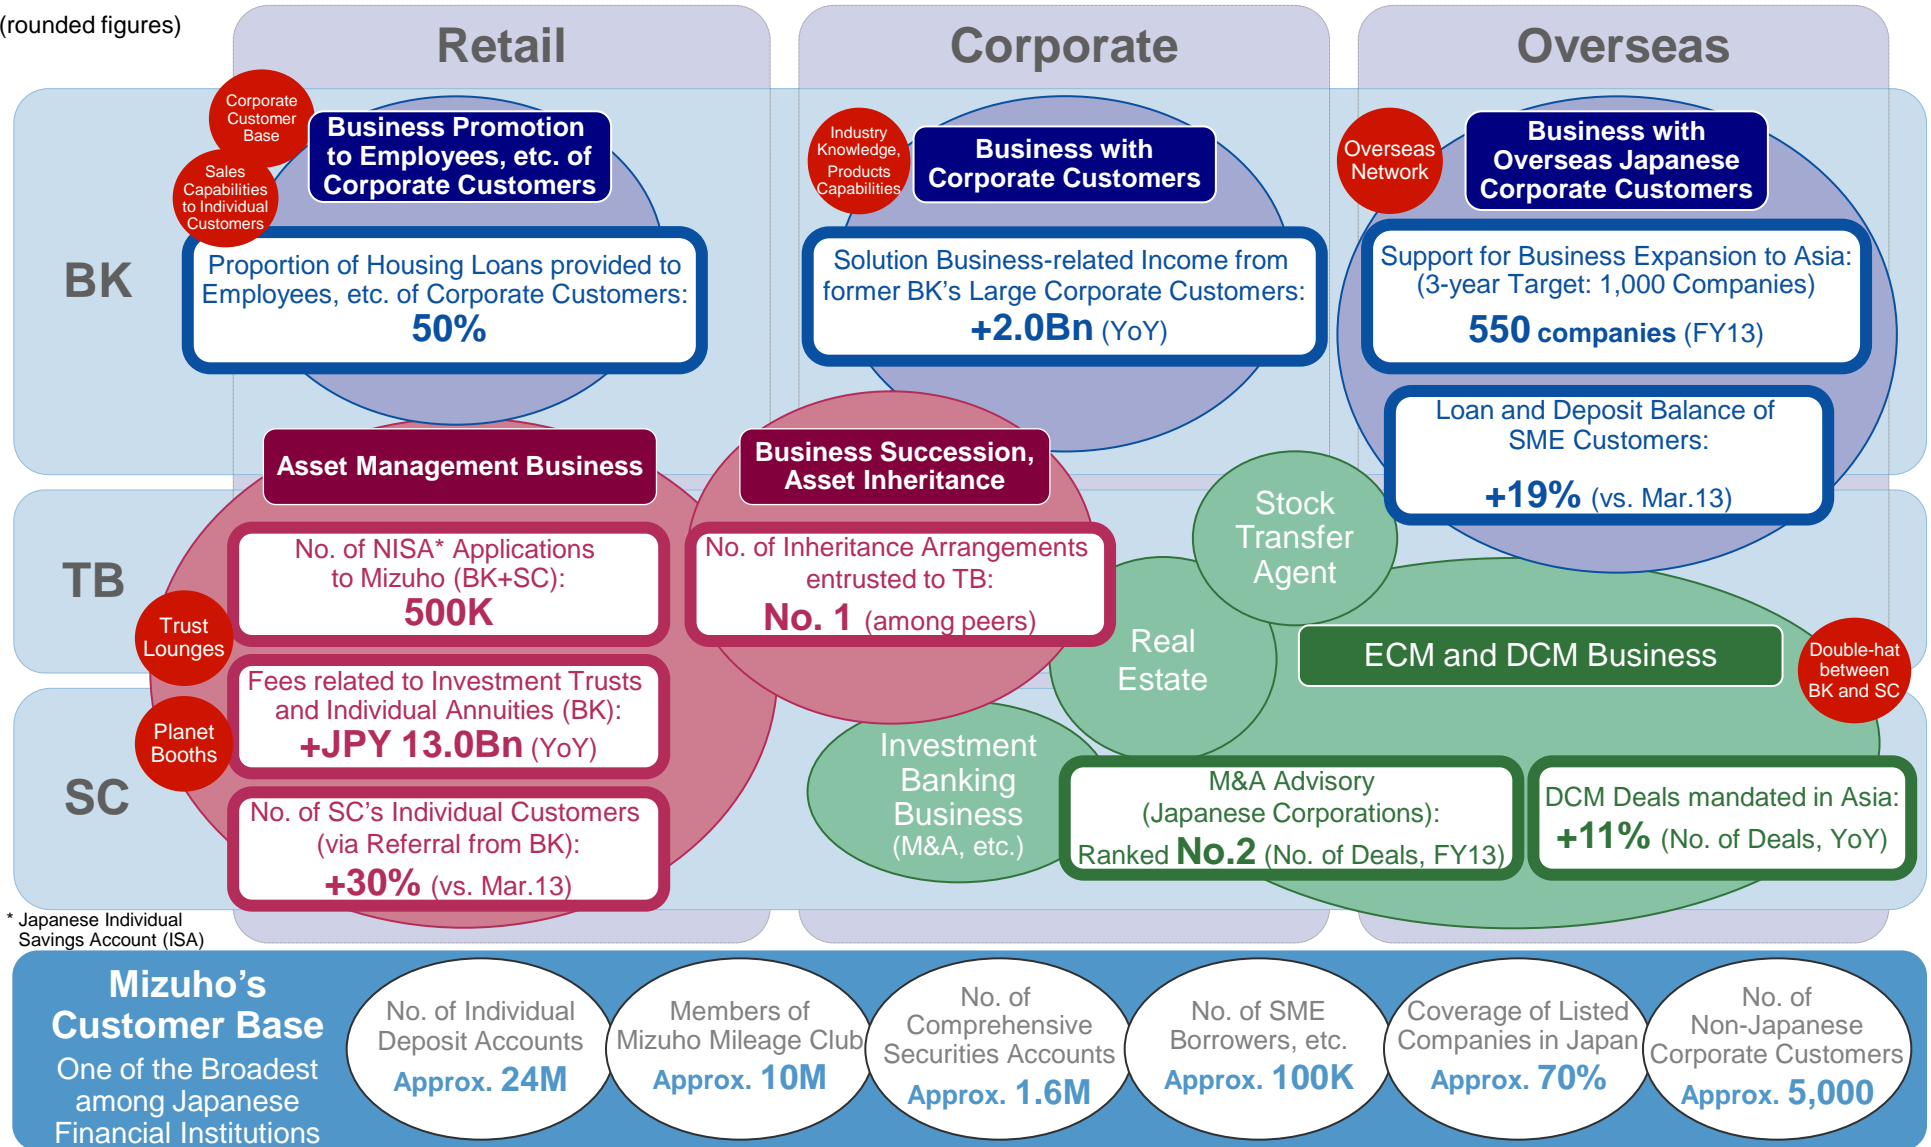 (rounded figures)
Retail
Corporate
Overseas
BK
Corporate
Customer
Base
Sales
Capabilities
to Individual
Customers
Business Promotion
to Employees, etc. of
Corporate Customers
Proportion of Housing Loans provided to
Employees, etc. of Corporate Customers:
50%
Industry
Knowledge,
Products
Capabilities
Business with
Corporate Customers
Solution Business-related Income from
former BK’s Large Corporate Customers:
+2.0Bn (YoY)
Overseas
Network
Business with
Overseas Japanese
Corporate Customers
Support for Business Expansion to Asia:
(3-year Target: 1,000 Companies)
550 companies (FY13)
Loan and Deposit Balance of
SME Customers:
+19% (vs. Mar.13)
TB
SC
Asset Management Business
No. of NISA* Applications
to Mizuho (BK+SC):
500K
Trust
Lounges
Fees related to Investment Trusts
and Individual Annuities (BK):
+JPY 13.0Bn (YoY)
Planet
Booths
No. of SC’s Individual Customers
(via Referral from BK):
+30% (vs. Mar.13)
Business Succession,
Asset Inheritance
No. of Inheritance Arrangements
entrusted to TB:
No. 1 (among peers)
Stock
Transfer
Agent
Real
Estate
Investment
Banking
Business
(M&A, etc.)
ECM and DCM Business
Double-hat
between
BK and SC
M&A Advisory
(Japanese Corporations):
Ranked No.2 (No. of Deals, FY13)
DCM Deals mandated in Asia:
+11% (No. of Deals, YoY)
* Japanese Individual
Savings Account (ISA)
Mizuho’s
Customer Base
One of the Broadest
among Japanese
Financial Institutions
No. of Individual
Deposit Accounts
Approx. 24M
Members of
Mizuho Mileage Club
Approx. 10M
No. of
Comprehensive
Securities Accounts
Approx. 1.6M
No. of SME
Borrowers, etc.
Approx. 100K
Coverage of Listed
Companies in Japan
Approx. 70%
No. of
Non-Japanese
Corporate Customers
Approx. 5,000